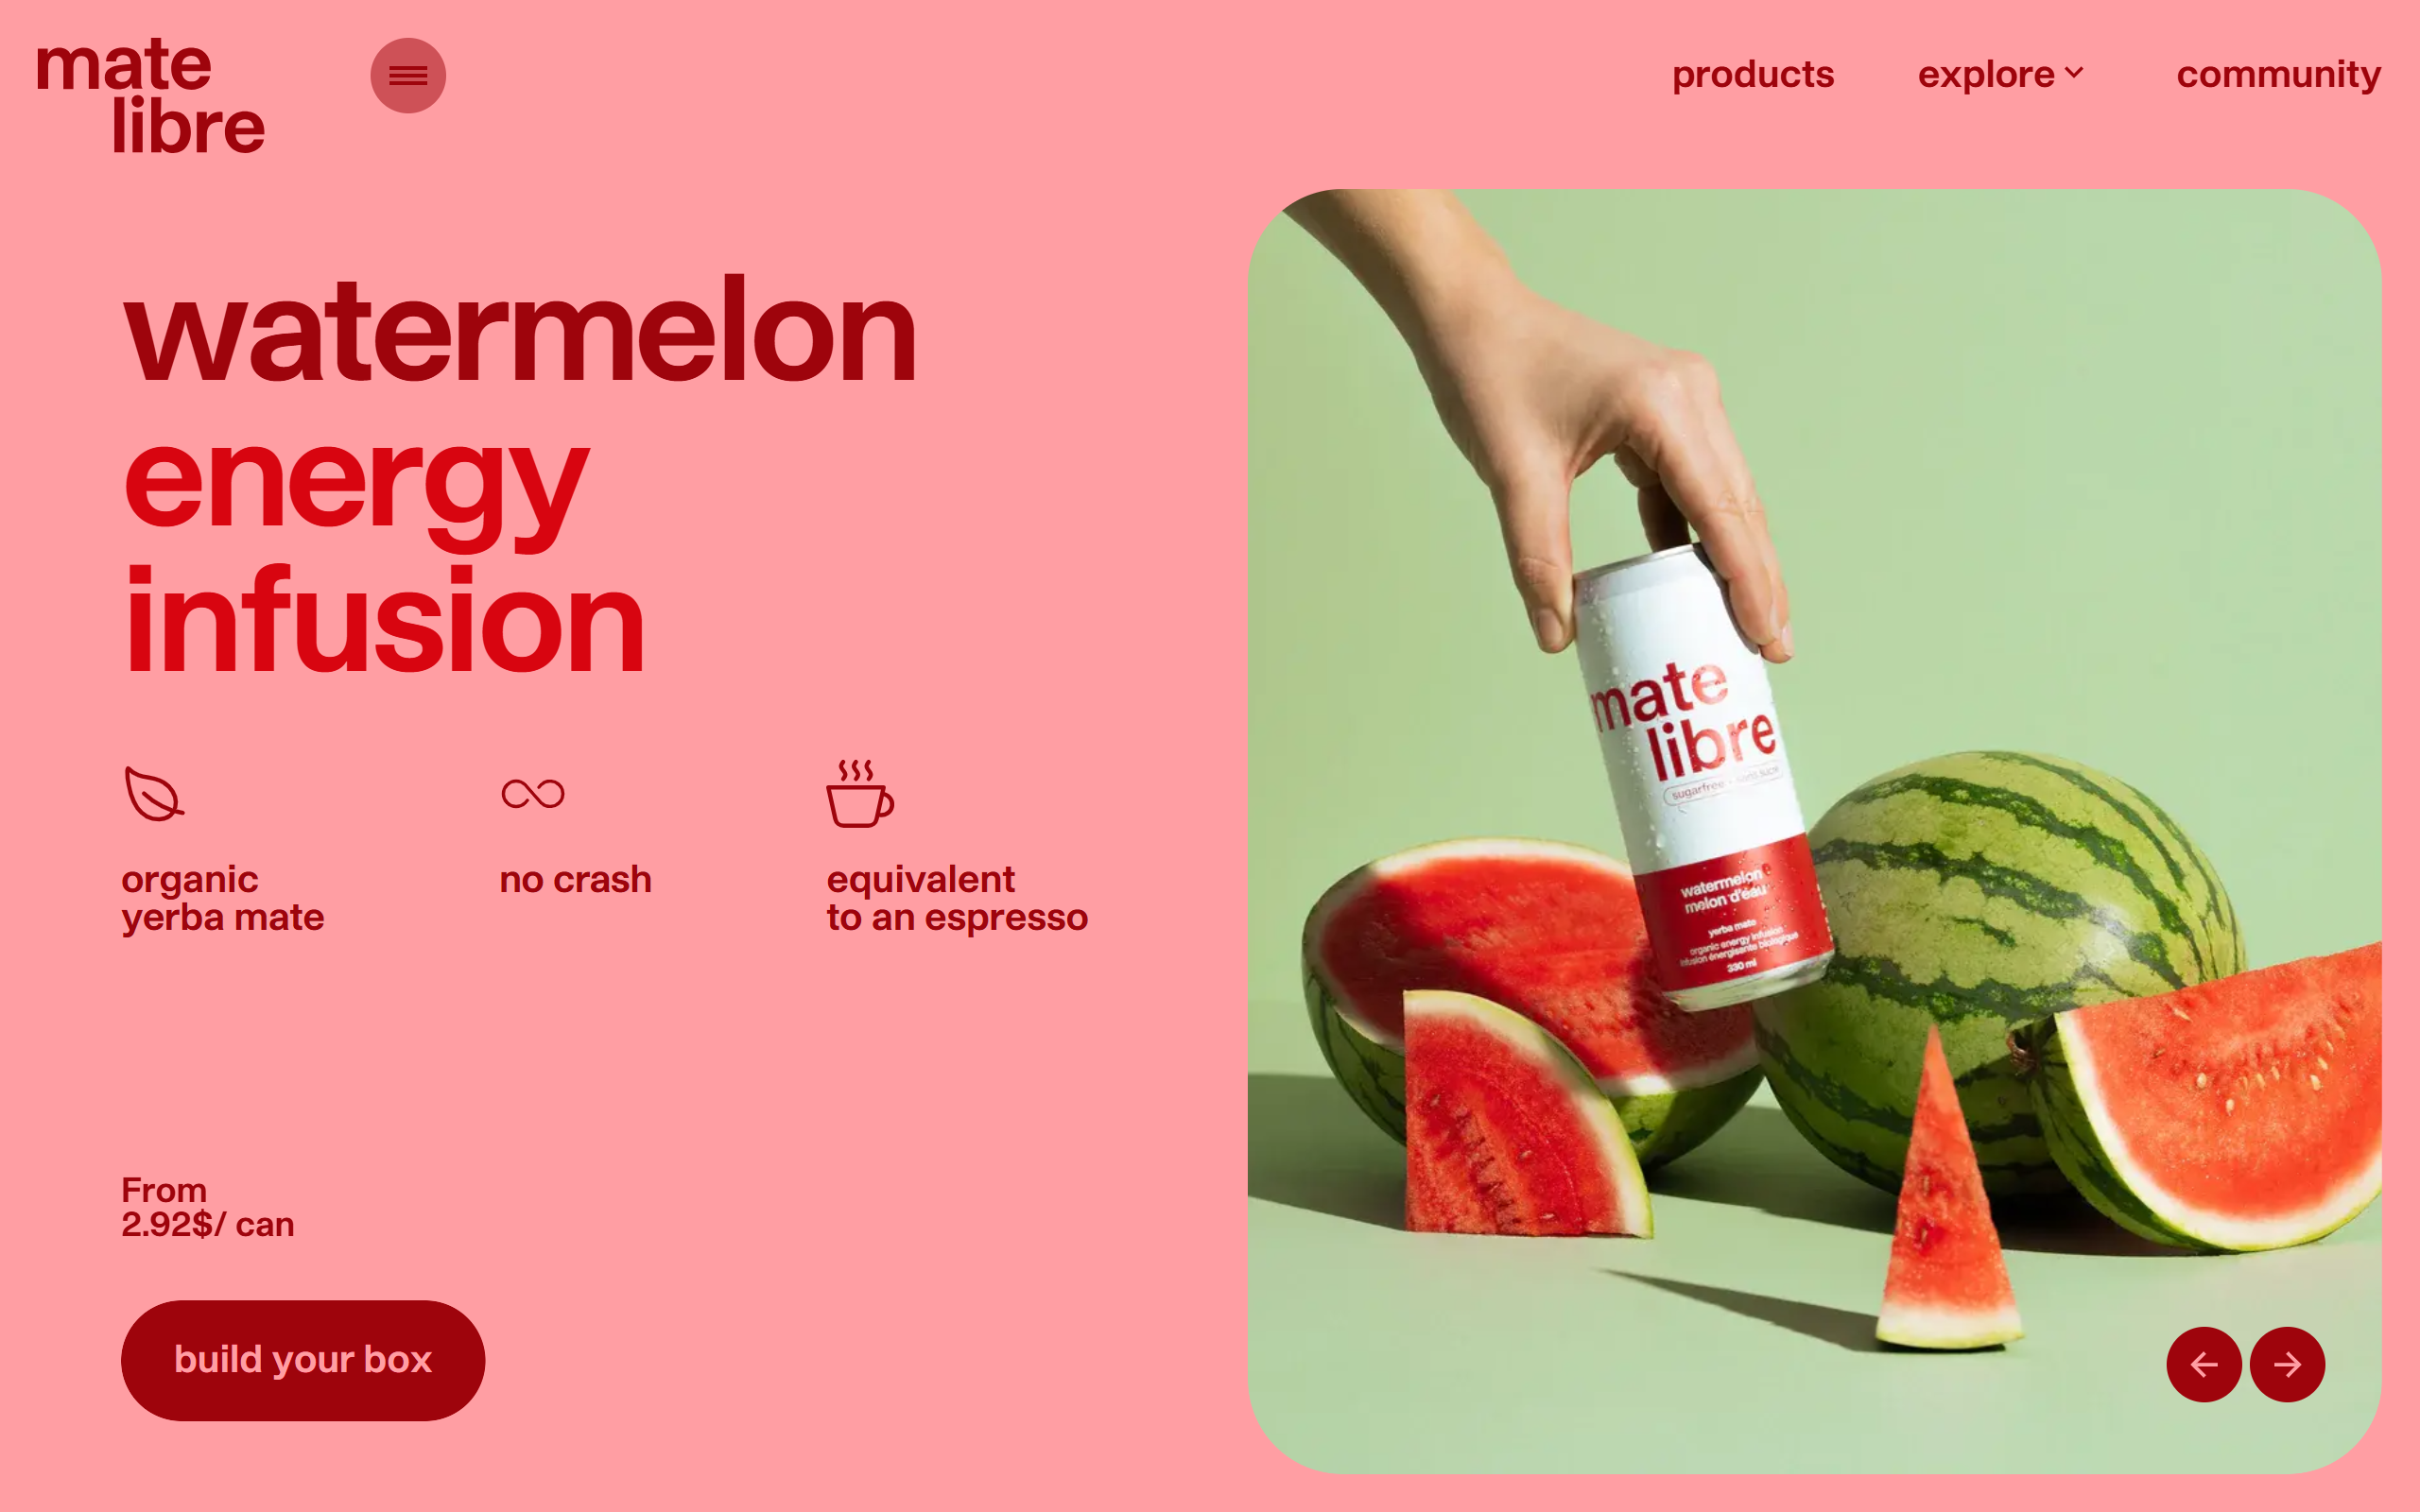 mate
libre
products
explore
community
watermelon
energy
infusion
organic
yerba mate
no crash
equivalent
to an espresso
From
2.92$/ can
build your box
mate
libre
sugarfree - sans sucre
watermelon
melon d'eau
yerba mate
organic energy infusion
infusion énergisante biologique
330 ml